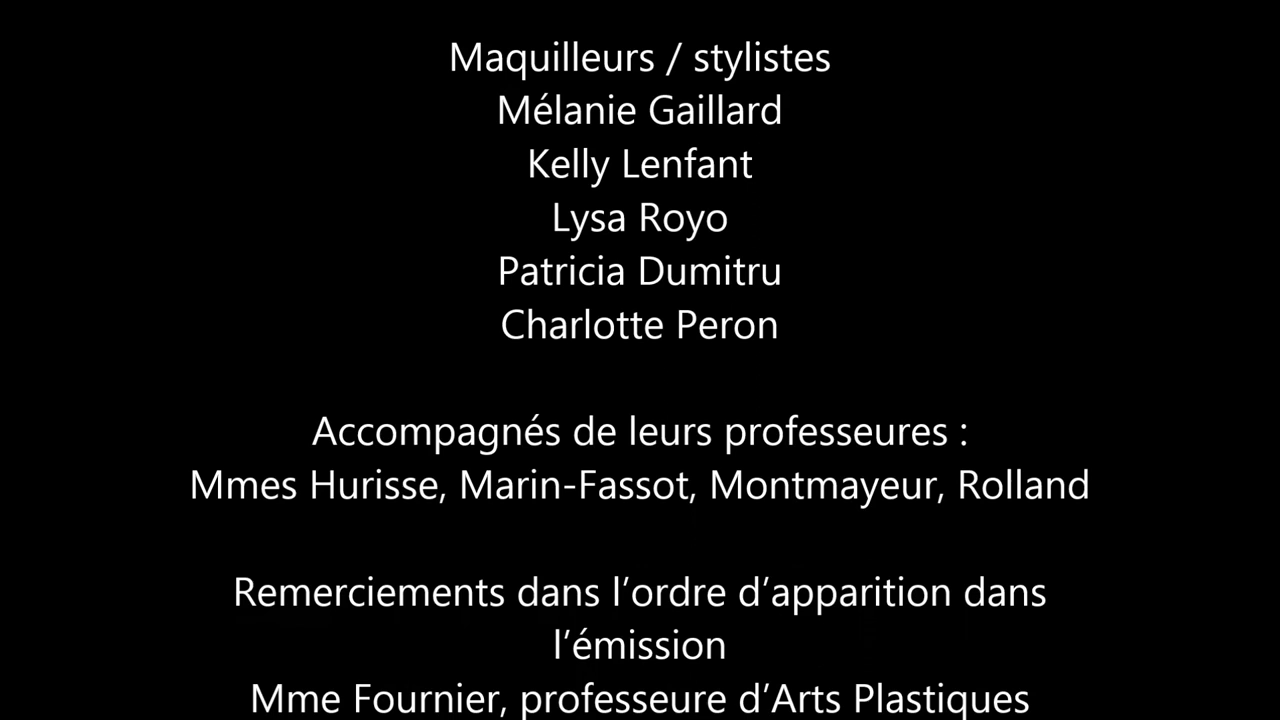 Maquilleurs / stylistes
Mélanie Gaillard
Kelly Lenfant
Lysa Royo
Patricia Dumitru
Charlotte Peron
Accompagnés de leurs professeures :
Mmes Hurisse, Marin-Fassot, Montmayeur, Rolland
Remerciements dans l’ordre d’apparition dans
l’émission
Mme Fournier, professeure d’Arts Plastiques